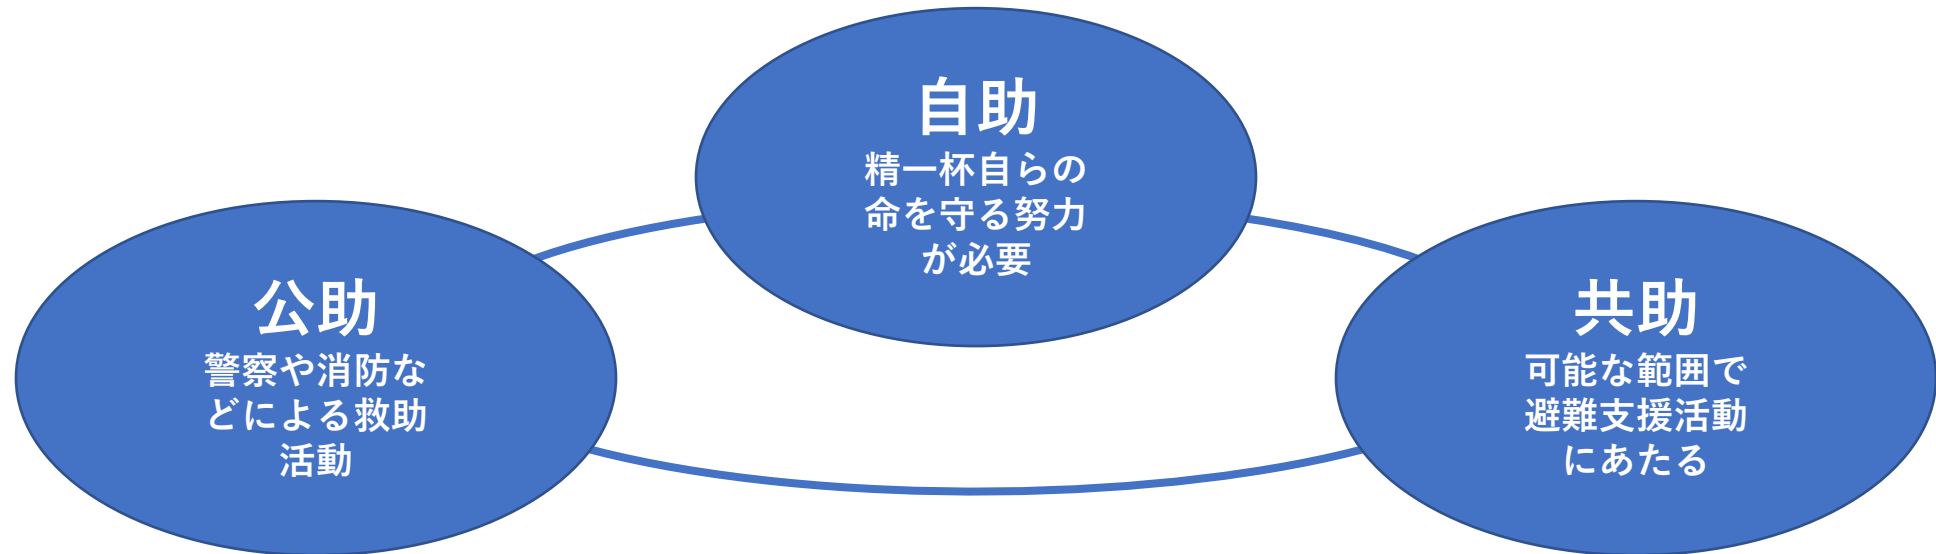 自助
精一杯自らの
命を守る努力
が必要
公助
警察や消防な
どによる救助
活動
共助
可能な範囲で
避難支援活動
にあたる